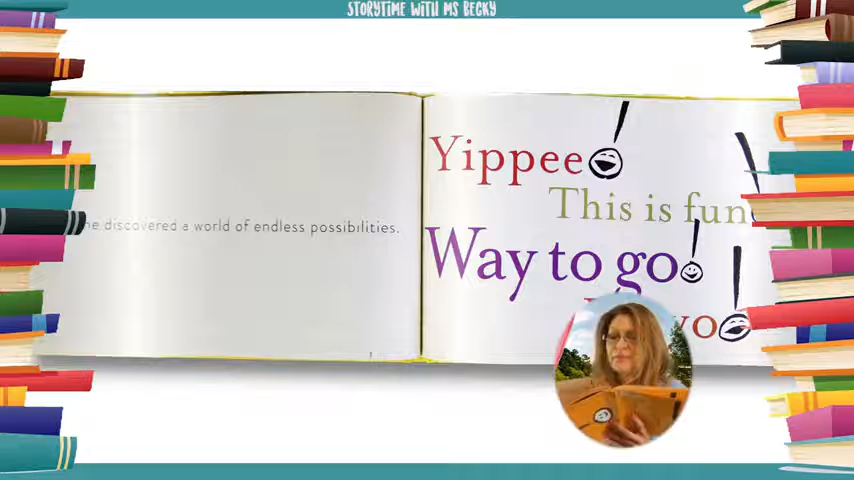 STORYTIME WITH MS BECKY
he discovered a world of endless possibilities.
Yippee!
This is fun!
Way to go!